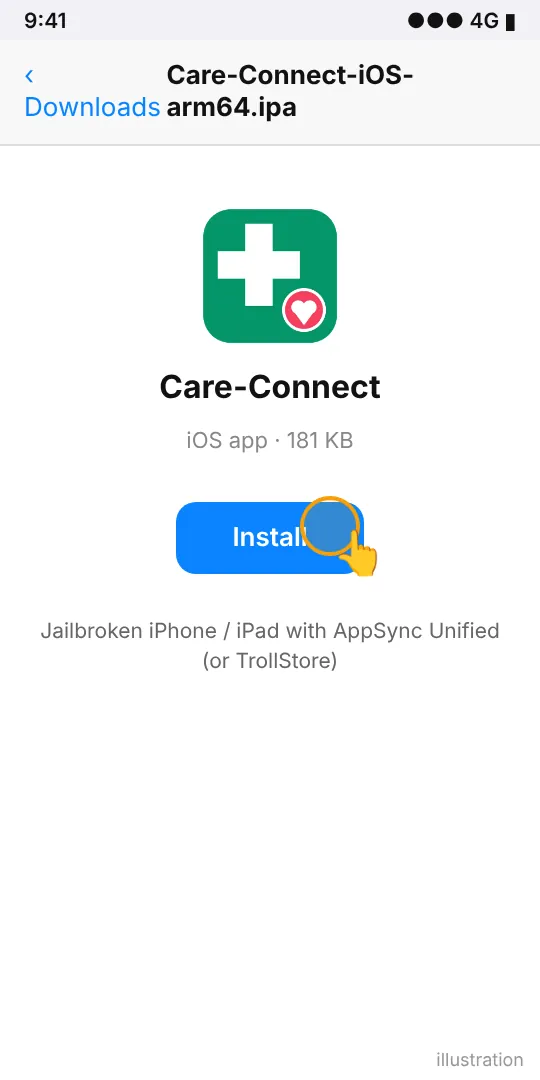 9:41 ●●● 4G ▮
‹
Downloads
Care-Connect-iOS-
arm64.ipa
Care-Connect
iOS app · 181 KB
Install
Jailbroken iPhone / iPad with AppSync Unified
(or TrollStore)
illustration